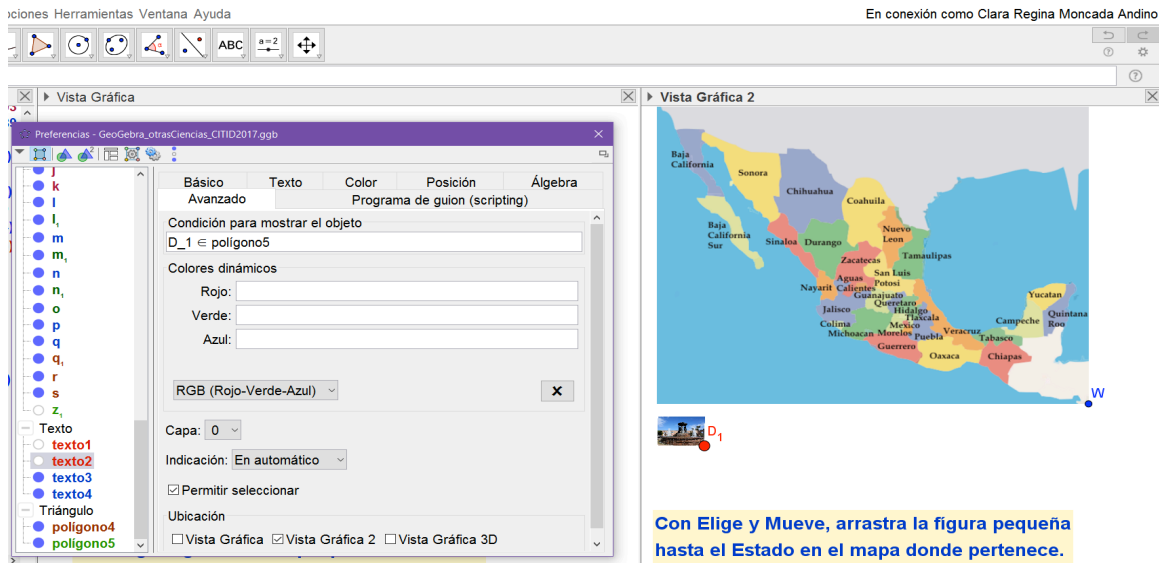 ociones Herramientas Ventana Ayuda
En conexión como Clara Regina Moncada Andino
ABC
a=2
Vista Gráfica
Vista Gráfica 2
Preferencias - GeoGebra_otrasCiencias_CITID2017.ggb
j
k
l
l₁
m
m₁
n
n₁
o
p
q
q₁
r
s
z₁
Texto
texto1
texto2
texto3
texto4
Triángulo
polígono4
polígono5
Básico Texto Color Posición Álgebra
Avanzado Programa de guion (scripting)
Condición para mostrar el objeto
D_1 ∈ polígono5
Colores dinámicos
Rojo:
Verde:
Azul:
RGB (Rojo-Verde-Azul)
x
Capa: 0
Indicación: En automático
Permitir seleccionar
Ubicación
Vista Gráfica Vista Gráfica 2 Vista Gráfica 3D
Baja
California
Sonora
Chihuahua
Coahuila
Baja
California
Sur
Sinaloa Durango
Nuevo
Leon
Tamaulipas
Zacatecas
San Luis
Potosi
Aguas
Calientes
Nayarit
Guanajuato
Queretaro
Hidalgo
Tlaxcala
Jalisco
Colima
Mexico
Michoacan Morelos Puebla
Veracruz
Tabasco
Guerrero
Oaxaca
Chiapas
Campeche
Yucatan
Quintana
Roo
W
D₁
Con Elige y Mueve, arrastra la figura pequeña
hasta el Estado en el mapa donde pertenece.